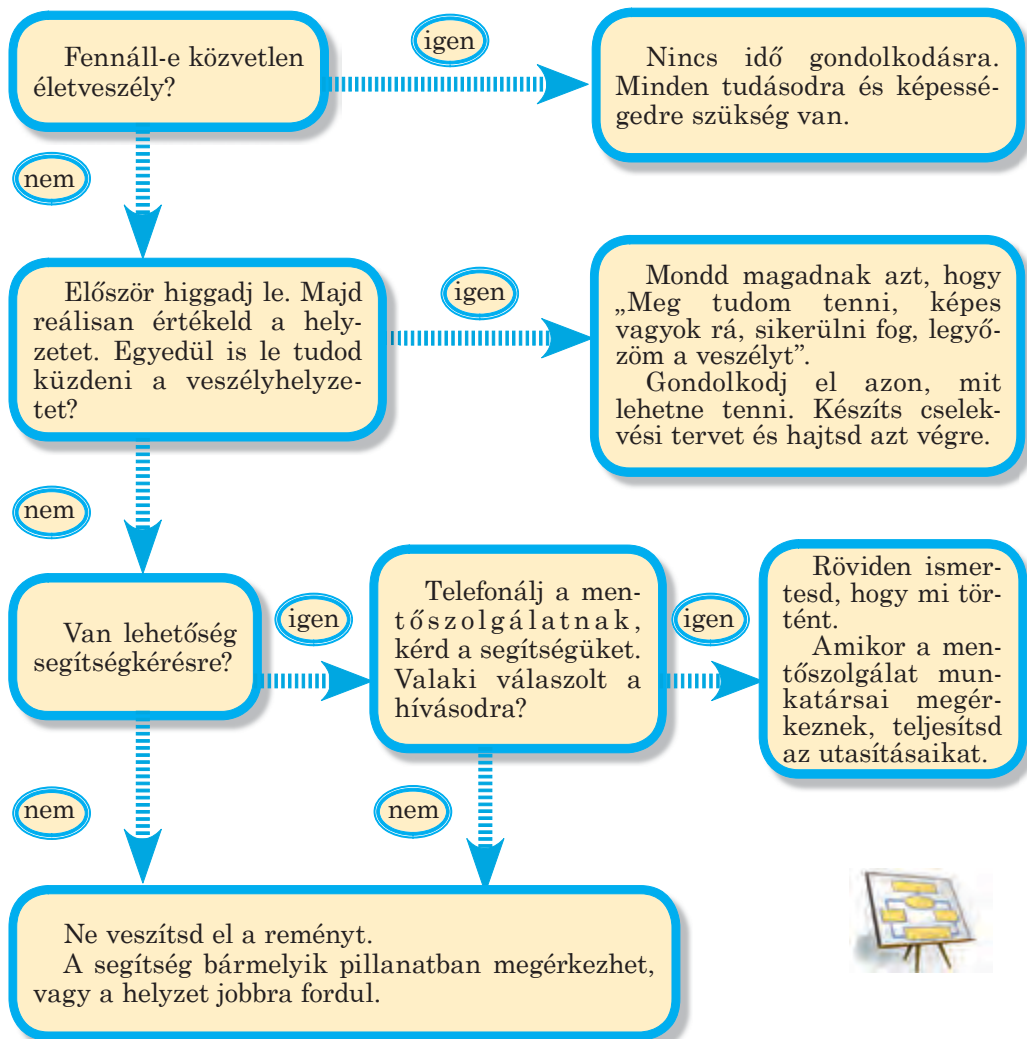 Fennáll-e közvetlen
életveszély?
igen
Nincs idő gondolkodásra.
Minden tudásodra és képessé-
gedre szükség van.
nem
Először higgadj le. Majd
reálisan értékeld a hely-
zetet. Egyedül is le tudod
küzdeni a veszélyhelyze-
tet?
igen
Mondd magadnak azt, hogy
„Meg tudom tenni, képes
vagyok rá, sikerülni fog, legyő-
zöm a veszélyt”.
Gondolkodj el azon, mit
lehetne tenni. Készíts cselek-
vési tervet és hajtsd azt végre.
nem
Van lehetőség
segítségkérésre?
igen
Telefonálj a men-
tőszolgálatnak,
kérd a segítségüket.
Valaki válaszolt a
hívásodra?
igen
Röviden ismer-
tesd, hogy mi tör-
tént.
Amikor a men-
tőszolgálat mun-
katársai megér-
keznek, teljesítsd
az utasításaikat.
nem
nem
Ne veszítsd el a reményt.
A segítség bármelyik pillanatban megérkezhet,
vagy a helyzet jobbra fordul.